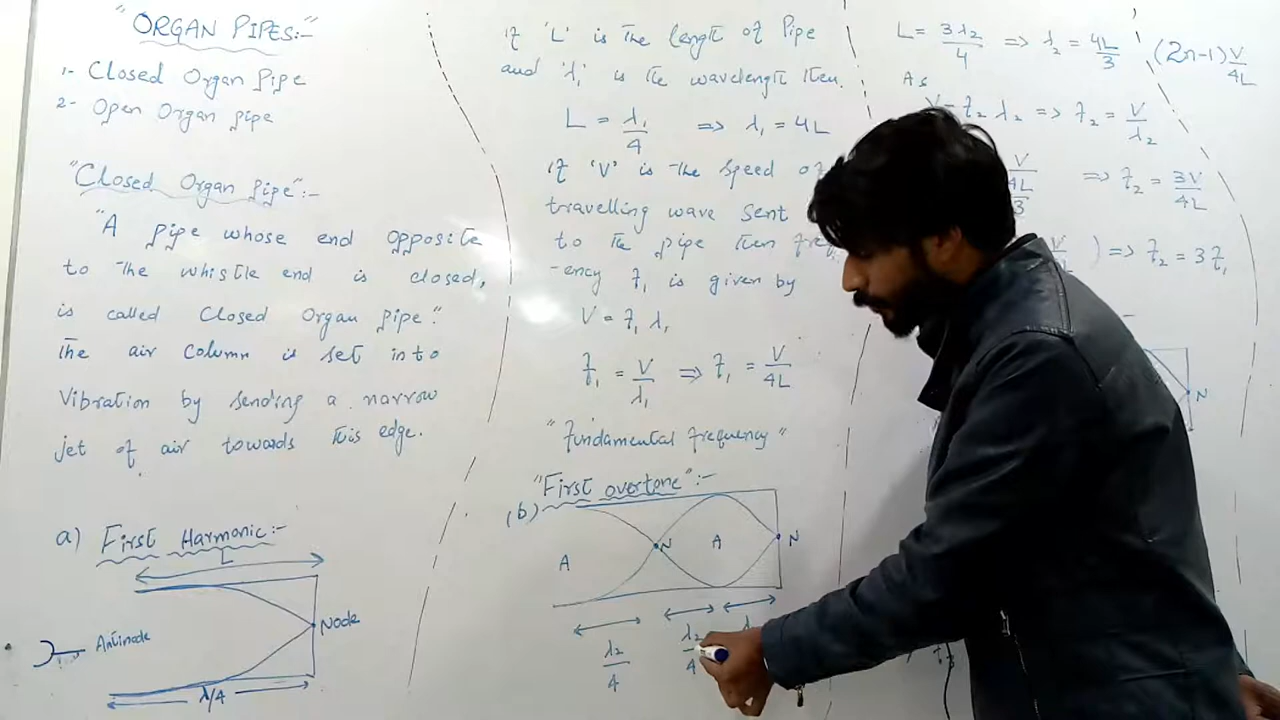 "ORGAN PIPES:-"
1- Closed Organ Pipe
2- Open Organ pipe
"Closed Organ Pipe":-
"A pipe whose end opposite
to the whistle end is closed,
is called Closed Organ pipe."
The air column is set into
Vibration by sending a narrow
jet of air towards this edge.
a) First Harmonic:-
L
Antinode
Node
λ/4
If 'L' is the length of Pipe
and 'λ₁' is the wavelength then.
L = λ₁/4 => λ₁ = 4L
If 'V' is the speed of
travelling wave sent
to the pipe then freq
-ency f₁ is given by
V = f₁ λ₁
f₁ = V/λ₁ => f₁ = V/4L
"Fundamental frequency"
"First overtone":-
(b)
A N A N
λ₂/4 λ₂/4 λ
L = 3λ₂/4 => λ₂ = 4L/3 (2n-1)V/4L
As
V = f₂ λ₂ => f₂ = V/λ₂
V/4L/3 => f₂ = 3V/4L
) => f₂ = 3f₁
N